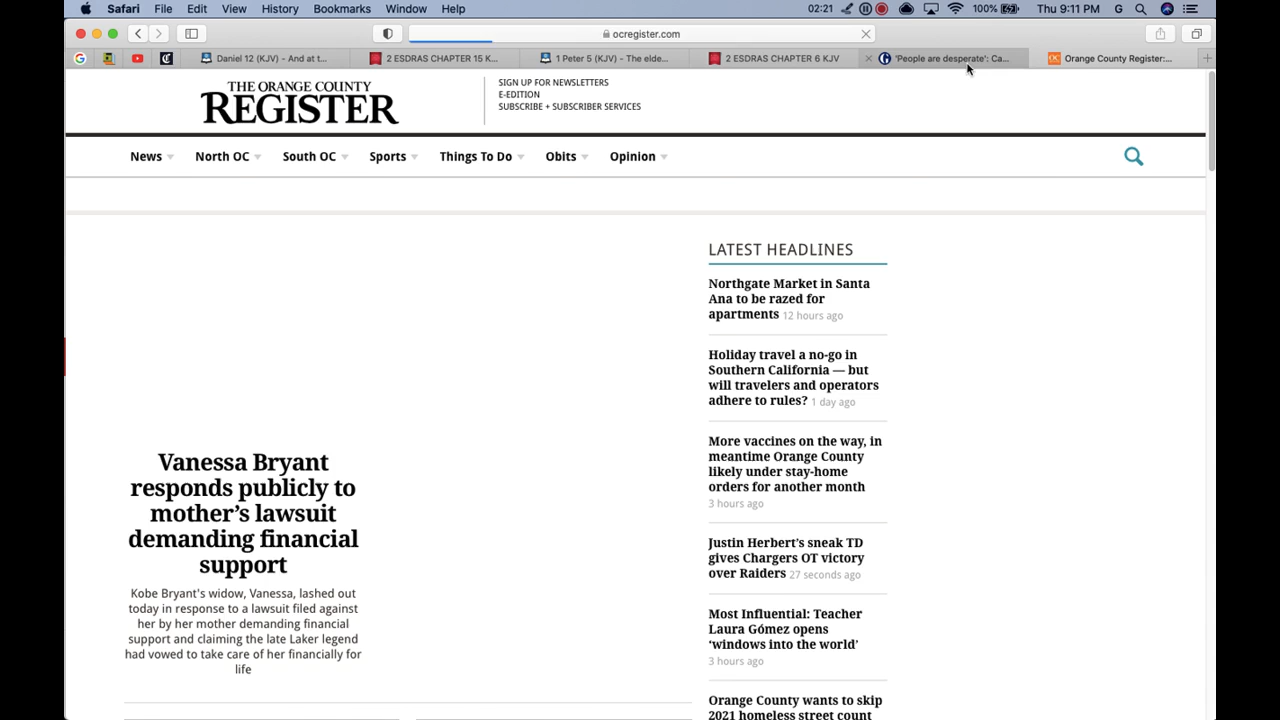 Safari File Edit View History Bookmarks Window Help 02:21 100% Thu 9:11 PM G
ocregister.com
Daniel 12 (KJV) - And at t... 2 ESDRAS CHAPTER 15 K... 1 Peter 5 (KJV) - The elde... 2 ESDRAS CHAPTER 6 KJV 'People are desperate': Ca... Orange County Register:...
THE ORANGE COUNTY
REGISTER
SIGN UP FOR NEWSLETTERS
E-EDITION
SUBSCRIBE + SUBSCRIBER SERVICES
News North OC South OC Sports Things To Do Obits Opinion
Vanessa Bryant
responds publicly to
mother's lawsuit
demanding financial
support
Kobe Bryant's widow, Vanessa, lashed out
today in response to a lawsuit filed against
her by her mother demanding financial
support and claiming the late Laker legend
had vowed to take care of her financially for
life
LATEST HEADLINES
Northgate Market in Santa
Ana to be razed for
apartments 12 hours ago
Holiday travel a no-go in
Southern California — but
will travelers and operators
adhere to rules? 1 day ago
More vaccines on the way, in
meantime Orange County
likely under stay-home
orders for another month
3 hours ago
Justin Herbert's sneak TD
gives Chargers OT victory
over Raiders 27 seconds ago
Most Influential: Teacher
Laura Gómez opens
‘windows into the world’
3 hours ago
Orange County wants to skip
2021 homeless street count